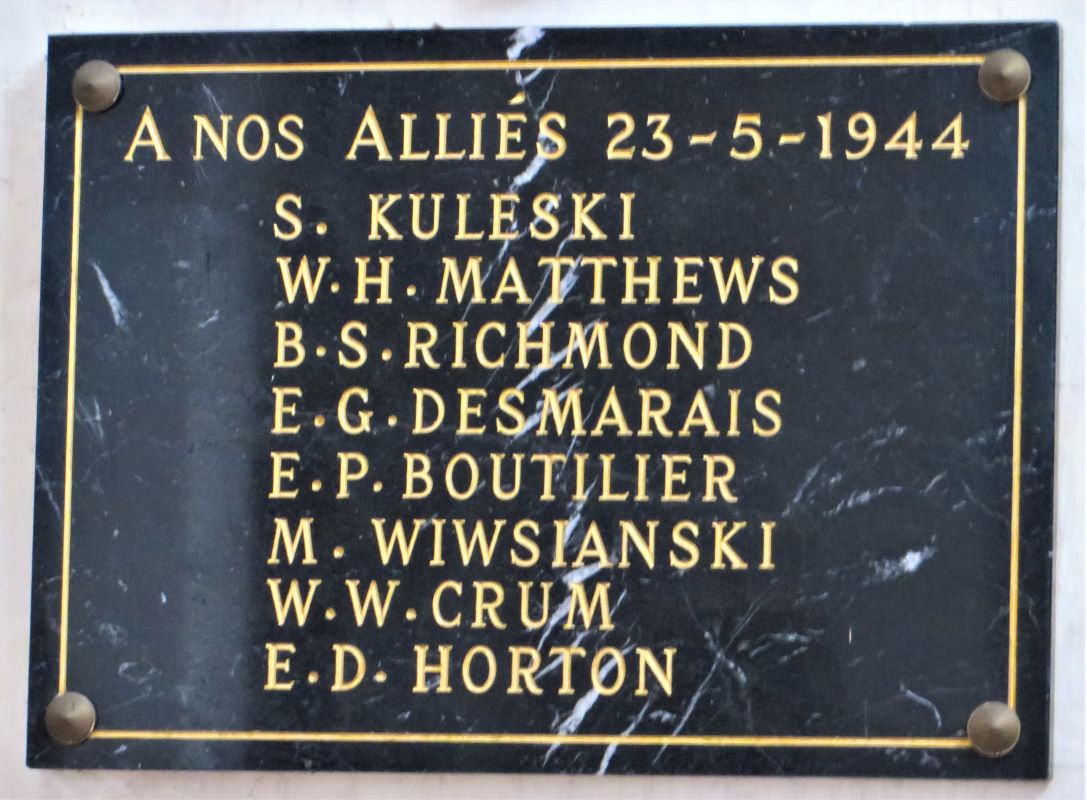 A NOS ALLIÉS 23-5-1944
S. KULESKI
W.H. MATTHEWS
B.S. RICHMOND
E.G. DESMARAIS
E.P. BOUTILIER
M. WIWSIANSKI
W.W. CRUM
E.D. HORTON